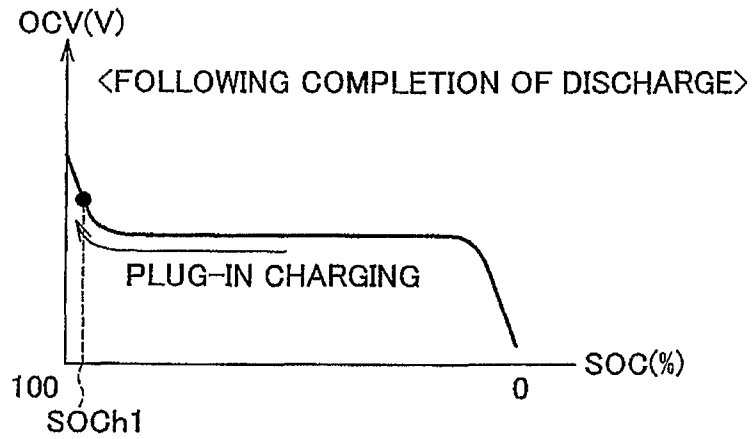 OCV(V)
<FOLLOWING COMPLETION OF DISCHARGE>
PLUG-IN CHARGING
SOC(%)
100
0
SOCh1